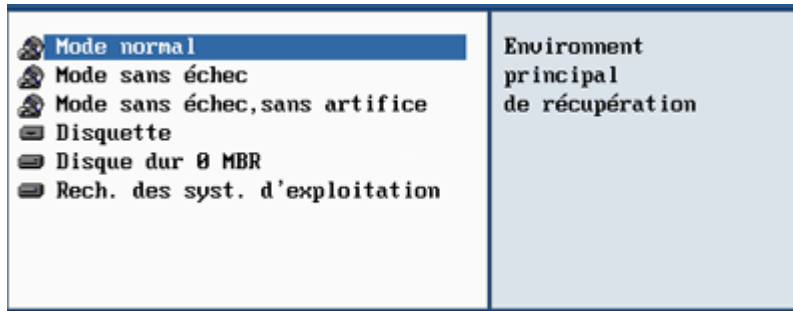 Mode normal
Mode sans échec
Mode sans échec,sans artifice
Disquette
Disque dur 0 MBR
Rech. des syst. d'exploitation
Environnent
principal
de récupération